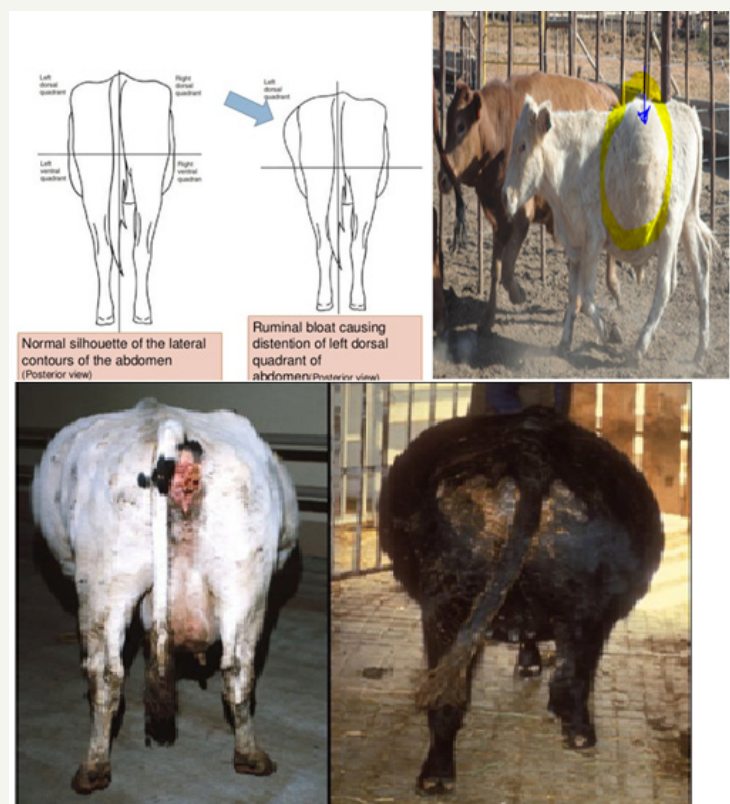 Left
dorsal
quadrant
Right
dorsal
quadrant
Left
ventral
quadrant
Right
ventral
quadran
Left
dorsal
quadrant
Normal silhouette of the lateral
contours of the abdomen
(Posterior view)
Ruminal bloat causing
distention of left dorsal
quadrant of
abdomen(Posterior view)